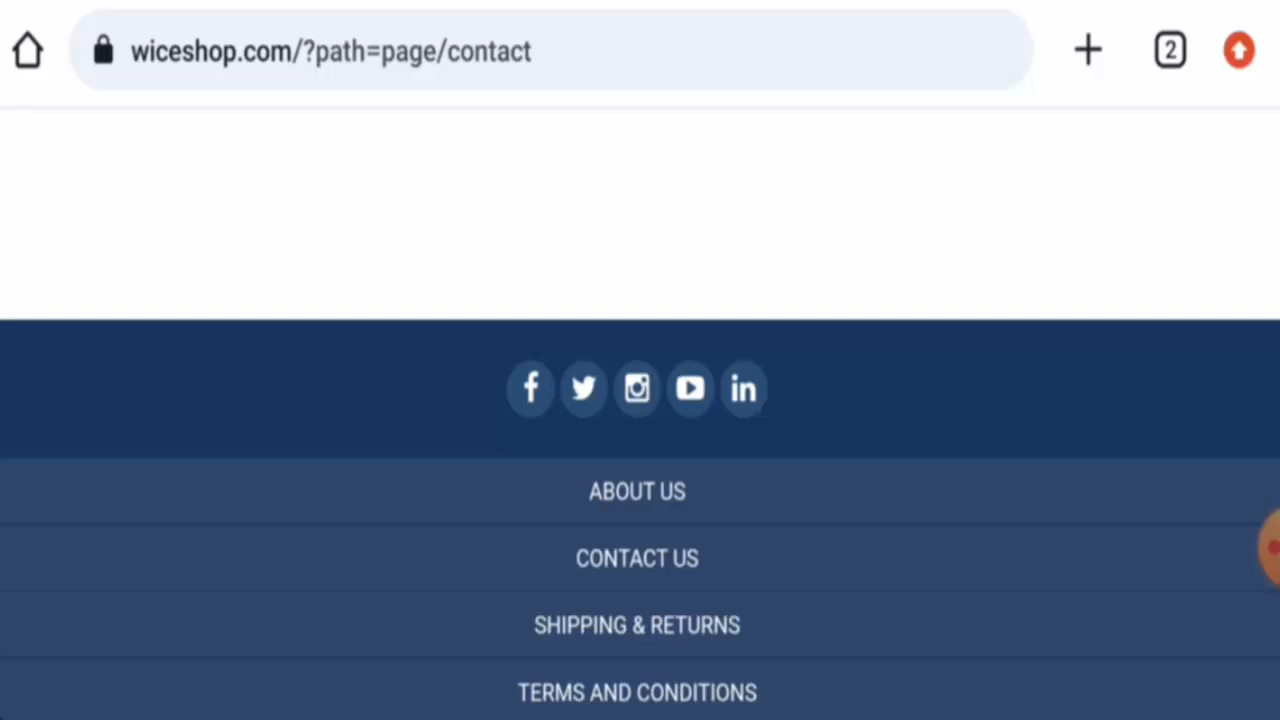 wiceshop.com/?path=page/contact
2
ABOUT US
CONTACT US
SHIPPING & RETURNS
TERMS AND CONDITIONS